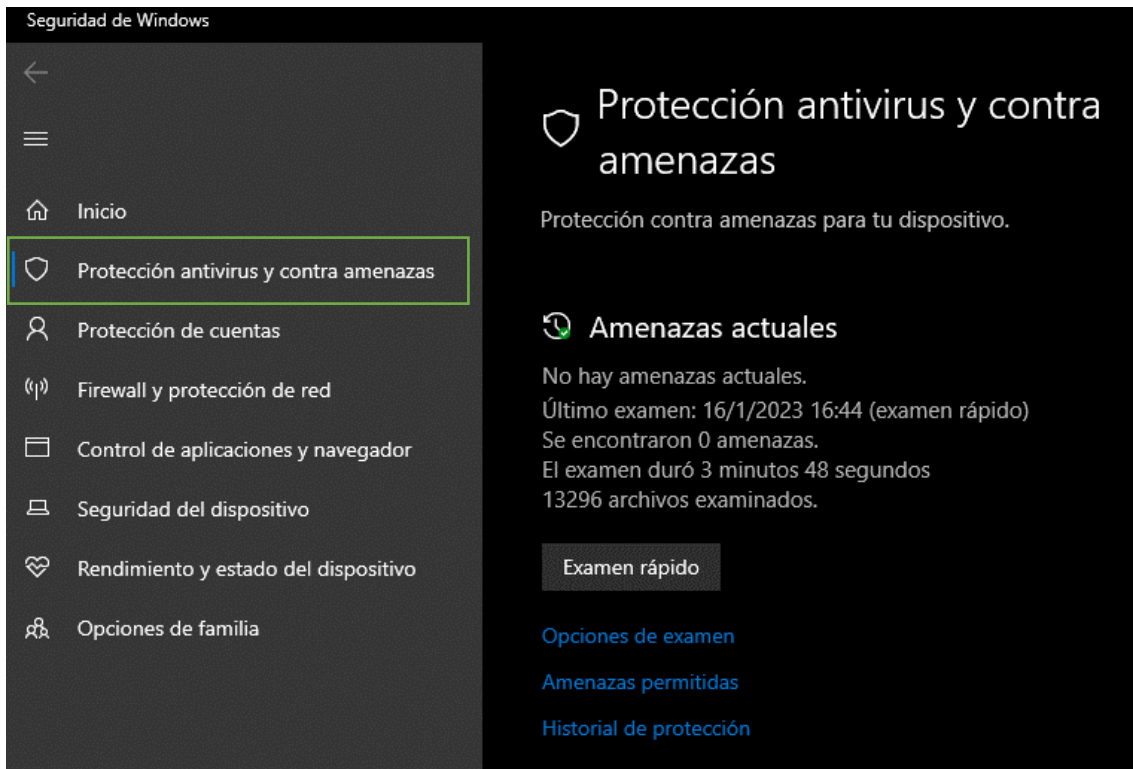 Seguridad de Windows
Inicio
Protección antivirus y contra amenazas
Protección de cuentas
Firewall y protección de red
Control de aplicaciones y navegador
Seguridad del dispositivo
Rendimiento y estado del dispositivo
Opciones de familia
Protección antivirus y contra
amenazas
Protección contra amenazas para tu dispositivo.
Amenazas actuales
No hay amenazas actuales.
Último examen: 16/1/2023 16:44 (examen rápido)
Se encontraron 0 amenazas.
El examen duró 3 minutos 48 segundos
13296 archivos examinados.
Examen rápido
Opciones de examen
Amenazas permitidas
Historial de protección